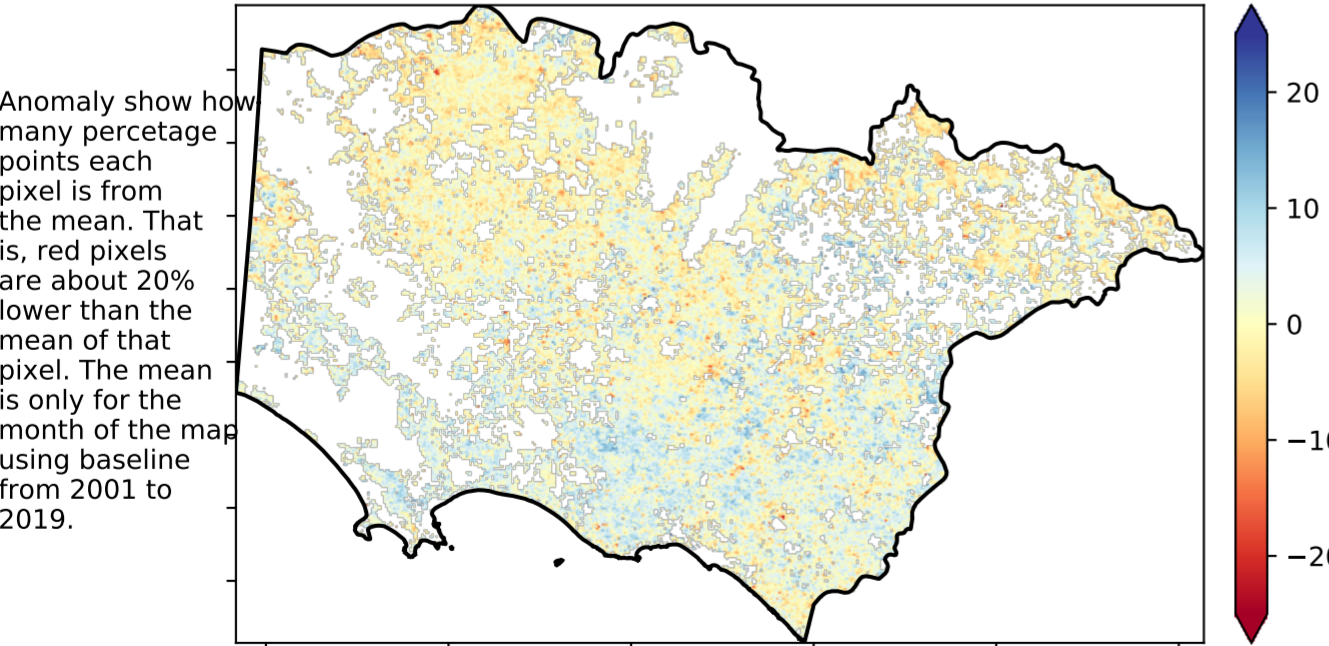 Anomaly show how
many percetage
points each
pixel is from
the mean. That
is, red pixels
are about 20%
lower than the
mean of that
pixel. The mean
is only for the
month of the map
using baseline
from 2001 to
2019.
20
10
0
−10
−20